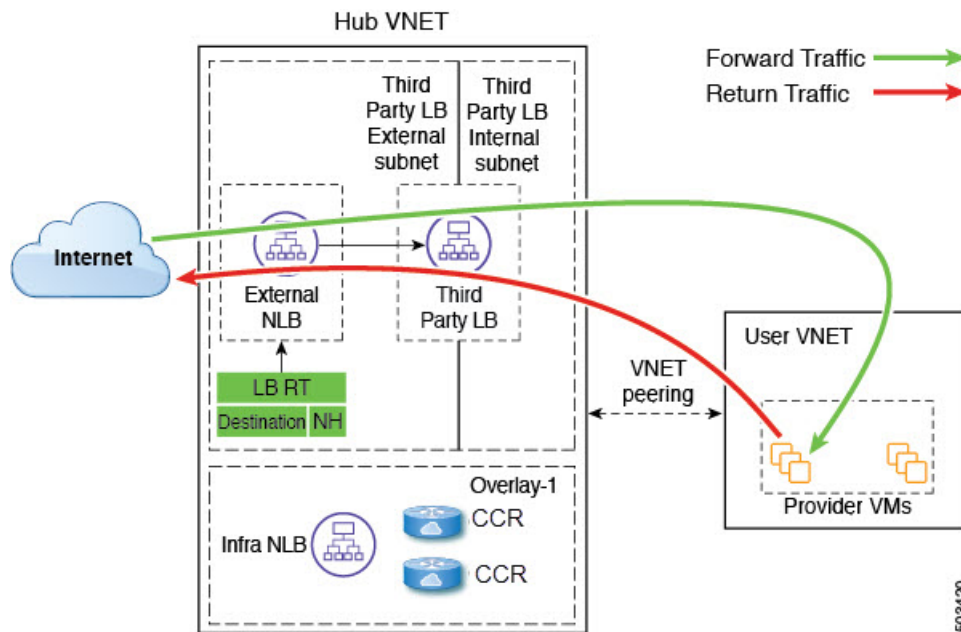 Hub VNET
Forward Traffic
Return Traffic
Third
Party LB
External
subnet
Third
Party LB
Internal
subnet
Internet
External
NLB
Third
Party LB
LB RT
Destination NH
VNET
peering
User VNET
Provider VMs
Overlay-1
Infra NLB
CCR
CCR
503420